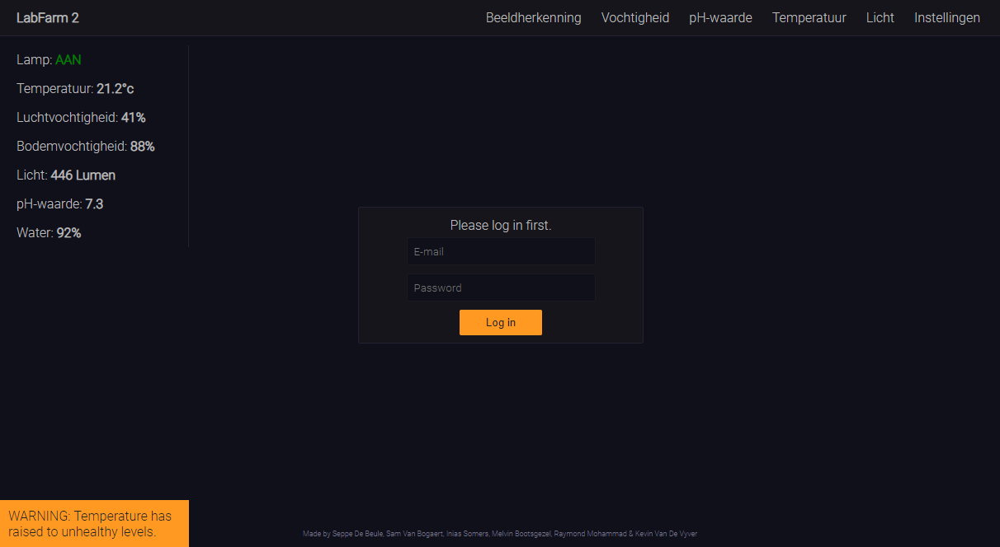 LabFarm 2
Beeldherkenning Vochtigheid pH-waarde Temperatuur Licht Instellingen
Lamp: AAN
Temperatuur: 21.2°c
Luchtvochtigheid: 41%
Bodemvochtigheid: 88%
Licht: 446 Lumen
pH-waarde: 7.3
Water: 92%
Please log in first.
E-mail
Password
Log in
WARNING: Temperature has
raised to unhealthy levels.
Made by Seppe De Beule, Sam Van Bogaert, Inias Somers, Melvin Bootsgezel, Raymond Mohammad & Kevin Van De Vyver